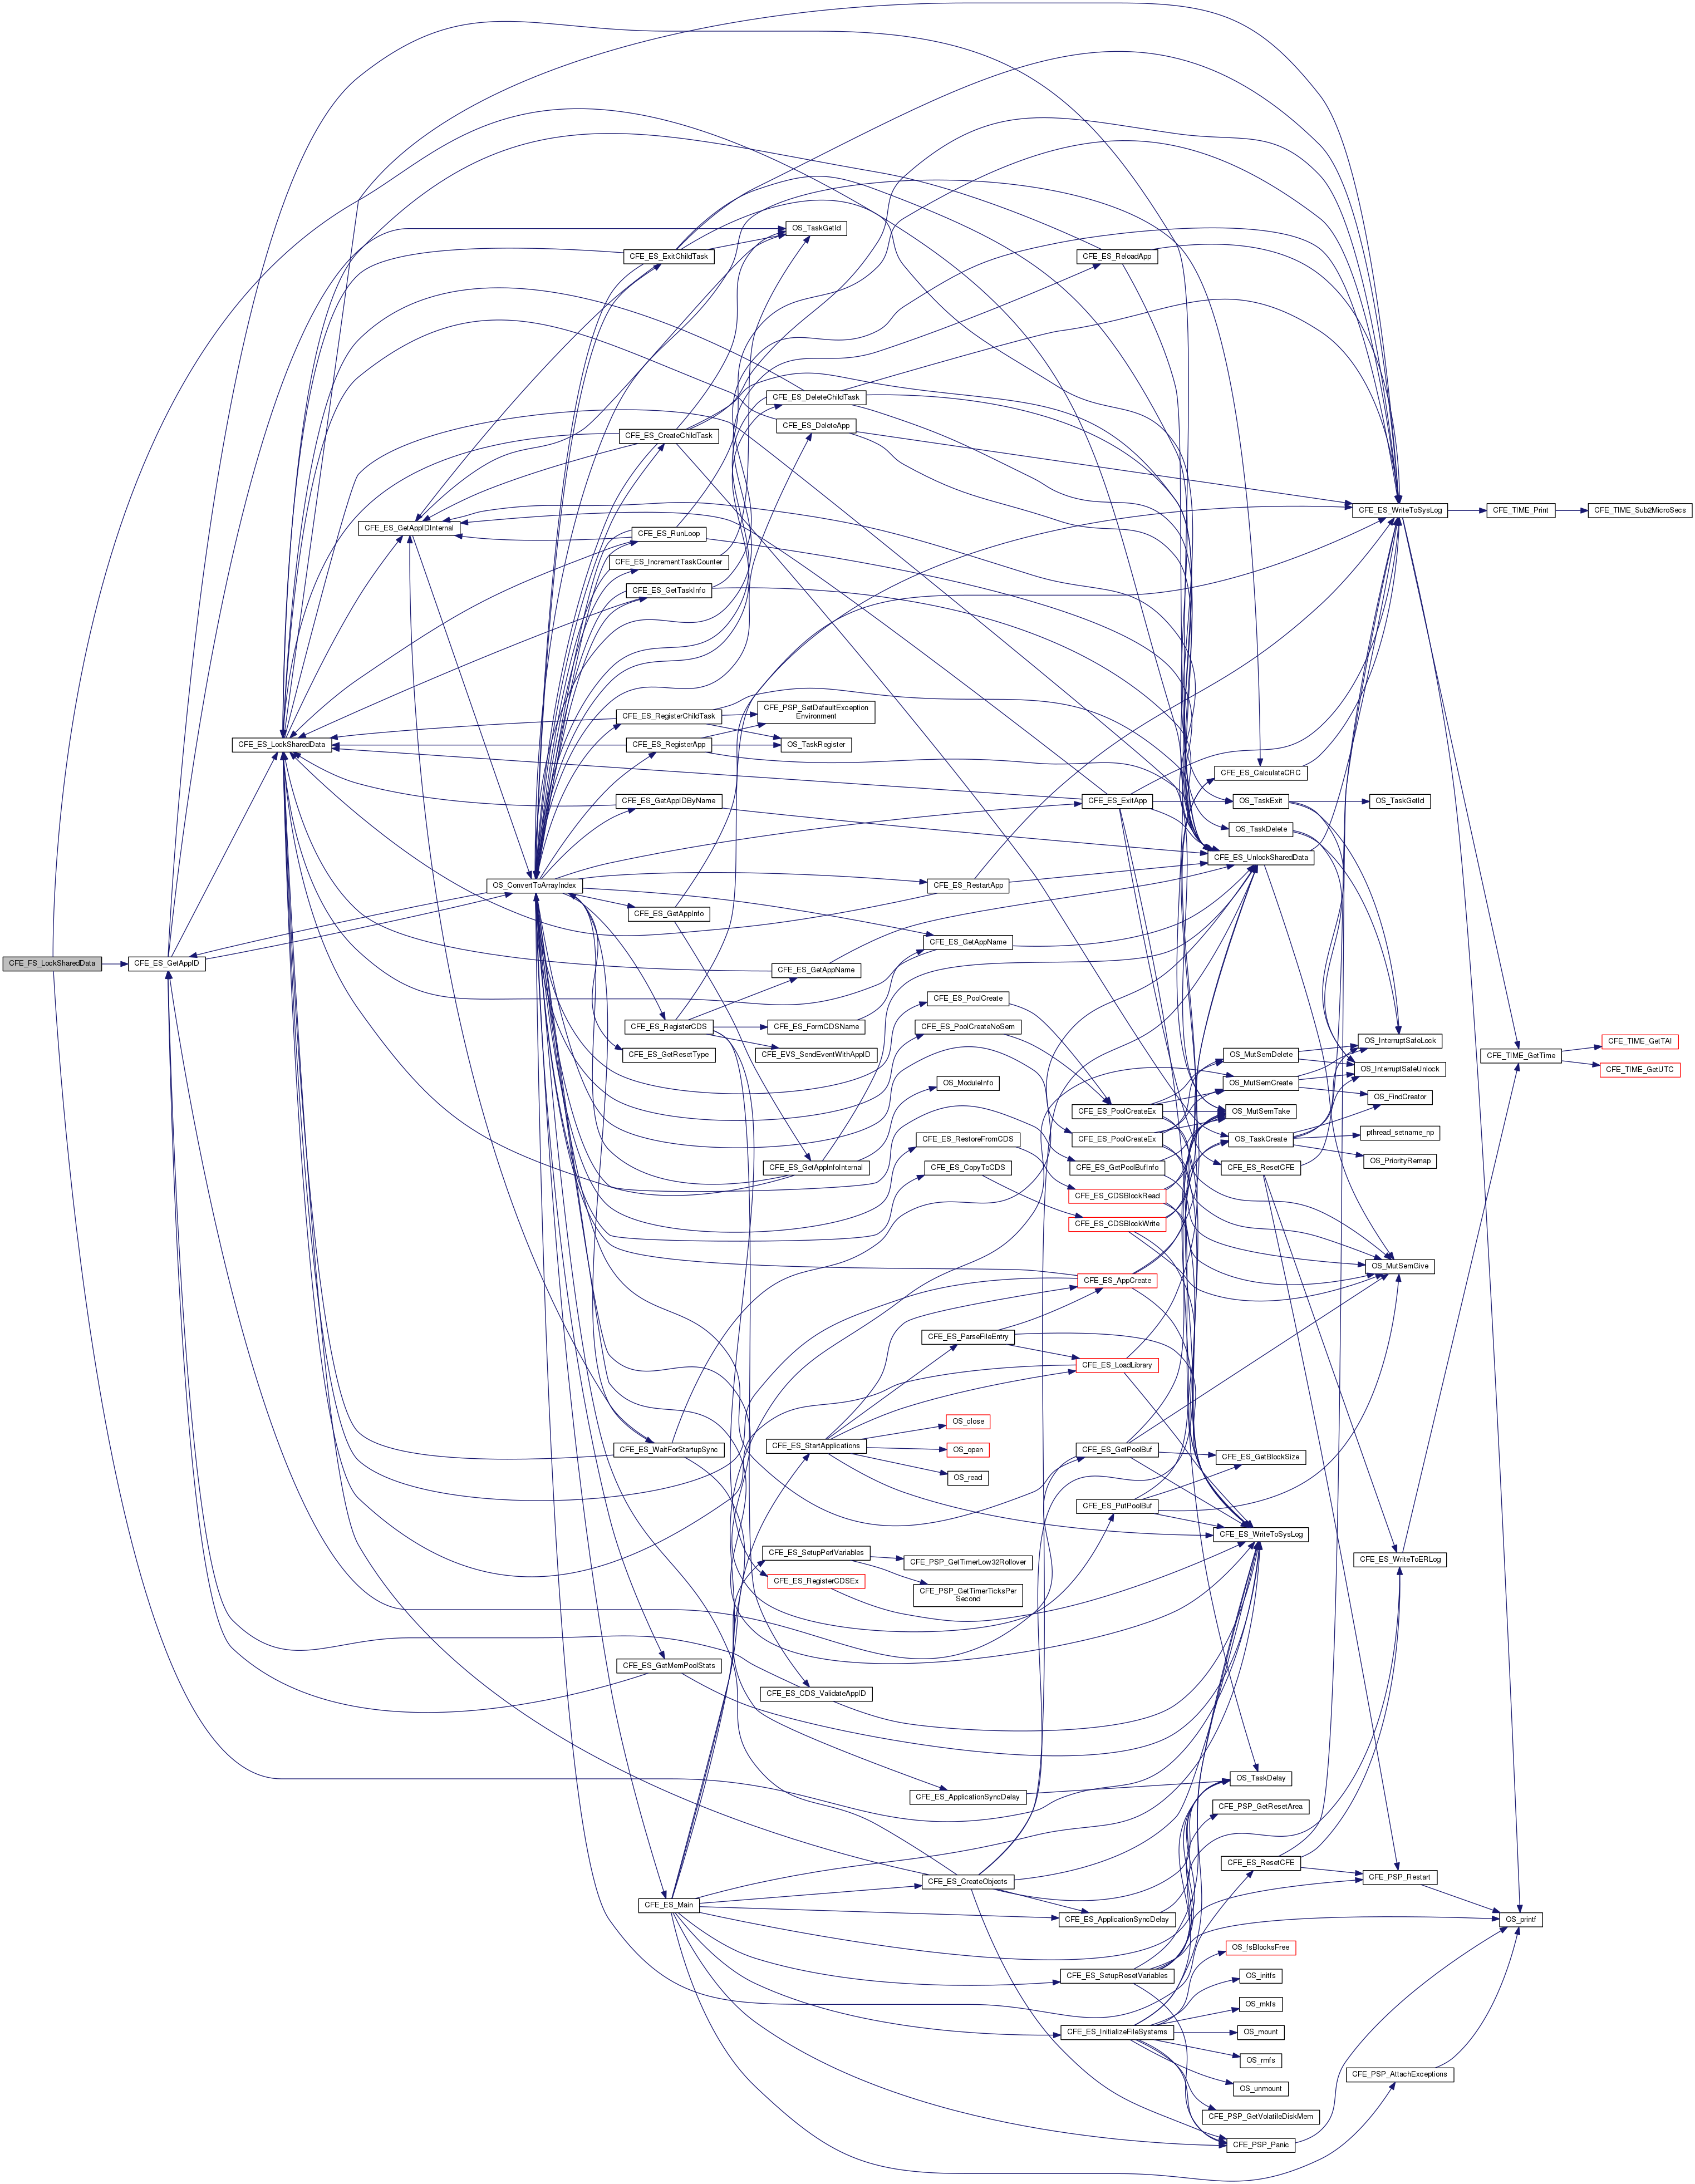 CFE_FS_LockSharedData
CFE_ES_GetAppID
CFE_ES_LockSharedData
CFE_ES_GetAppIDInternal
OS_ConvertToArrayIndex
OS_TaskGetId
CFE_ES_ExitChildTask
CFE_ES_DeleteChildTask
CFE_ES_DeleteApp
CFE_ES_CreateChildTask
CFE_ES_RunLoop
CFE_ES_IncrementTaskCounter
CFE_ES_GetTaskInfo
CFE_ES_RegisterChildTask
CFE_PSP_SetDefaultException
Environment
CFE_ES_RegisterApp
OS_TaskRegister
CFE_ES_GetAppIDByName
CFE_ES_GetAppInfo
CFE_ES_GetAppName
CFE_ES_RegisterCDS
CFE_ES_FormCDSName
CFE_ES_GetResetType
CFE_EVS_SendEventWithAppID
CFE_ES_GetAppInfoInternal
CFE_ES_WaitForStartupSync
CFE_ES_StartApplications
CFE_ES_SetupPerfVariables
CFE_ES_RegisterCDSEx
CFE_ES_GetMemPoolStats
CFE_ES_CDS_ValidateAppID
CFE_ES_Main
CFE_ES_ReloadApp
CFE_ES_ExitApp
CFE_ES_RestartApp
CFE_ES_GetAppName
CFE_ES_PoolCreate
CFE_ES_PoolCreateNoSem
OS_ModuleInfo
CFE_ES_RestoreFromCDS
CFE_ES_CopyToCDS
CFE_ES_ParseFileEntry
OS_close
OS_open
OS_read
CFE_PSP_GetTimerLow32Rollover
CFE_PSP_GetTimerTicksPer
Second
CFE_ES_ApplicationSyncDelay
CFE_ES_CreateObjects
CFE_ES_PoolCreateEx
CFE_ES_PoolCreateEx
CFE_ES_GetPoolBufInfo
CFE_ES_CDSBlockRead
CFE_ES_CDSBlockWrite
CFE_ES_AppCreate
CFE_ES_LoadLibrary
CFE_ES_GetPoolBuf
CFE_ES_PutPoolBuf
CFE_ES_ApplicationSyncDelay
CFE_ES_SetupResetVariables
CFE_ES_InitializeFileSystems
CFE_ES_CalculateCRC
OS_TaskExit
OS_TaskDelete
CFE_ES_UnlockSharedData
OS_MutSemDelete
OS_MutSemCreate
OS_MutSemTake
OS_TaskCreate
CFE_ES_ResetCFE
CFE_ES_GetBlockSize
CFE_ES_WriteToSysLog
OS_TaskDelay
CFE_PSP_GetResetArea
CFE_ES_ResetCFE
OS_fsBlocksFree
OS_initfs
OS_mkfs
OS_mount
OS_rmfs
OS_unmount
CFE_PSP_GetVolatileDiskMem
CFE_PSP_Panic
CFE_ES_WriteToSysLog
OS_TaskGetId
OS_InterruptSafeLock
OS_InterruptSafeUnlock
OS_FindCreator
pthread_setname_np
OS_PriorityRemap
OS_MutSemGive
CFE_ES_WriteToERLog
CFE_PSP_Restart
CFE_PSP_AttachExceptions
CFE_TIME_Print
CFE_TIME_GetTime
OS_printf
CFE_TIME_Sub2MicroSecs
CFE_TIME_GetTAI
CFE_TIME_GetUTC